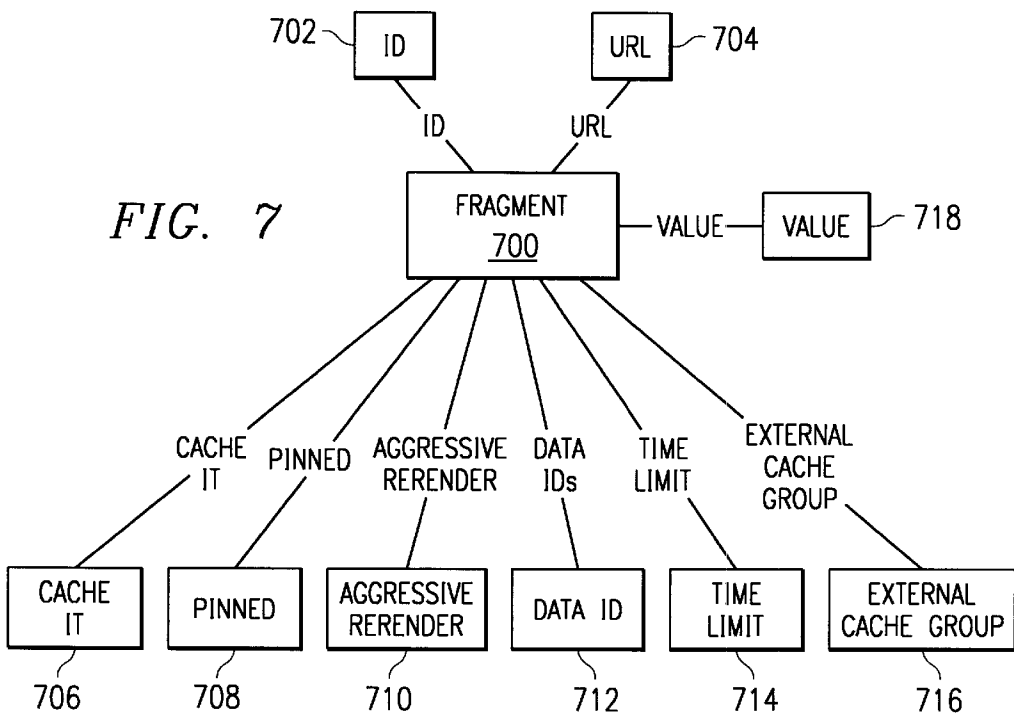 702
ID
URL
704
ID
URL
FIG. 7
FRAGMENT
700
VALUE
VALUE
718
CACHE
IT
PINNED
AGGRESSIVE
RERENDER
DATA
IDs
TIME
LIMIT
EXTERNAL
CACHE
GROUP
CACHE
IT
PINNED
AGGRESSIVE
RERENDER
DATA ID
TIME
LIMIT
EXTERNAL
CACHE GROUP
706
708
710
712
714
716